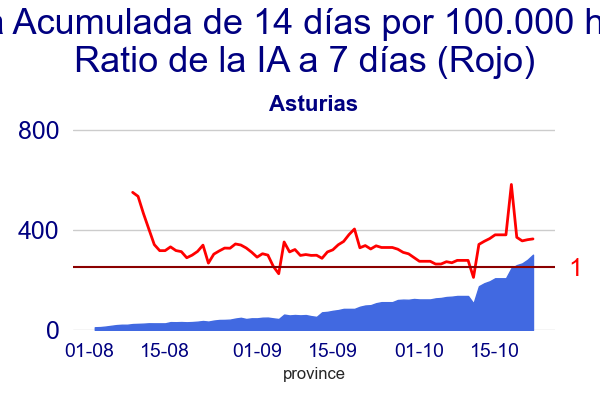 Acumulada de 14 días por 100.000 h
Ratio de la IA a 7 días (Rojo)
Asturias
800
400
0
1
01-08 15-08 01-09 15-09 01-10 15-10
province